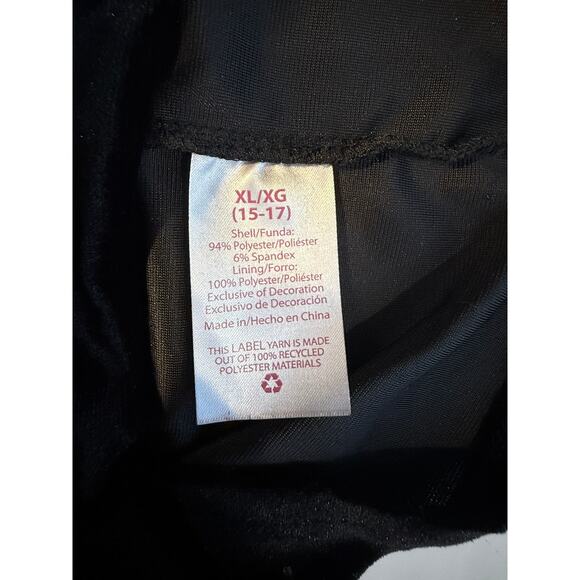 XL/XG
(15-17)
Shell/Funda:
94% Polyester/Poliéster
6% Spandex
Lining/Forro:
100% Polyester/Poliéster
Exclusive of Decoration
Exclusivo de Decoración
Made in/Hecho en China
THIS LABEL YARN IS MADE
OUT OF 100% RECYCLED
POLYESTER MATERIALS